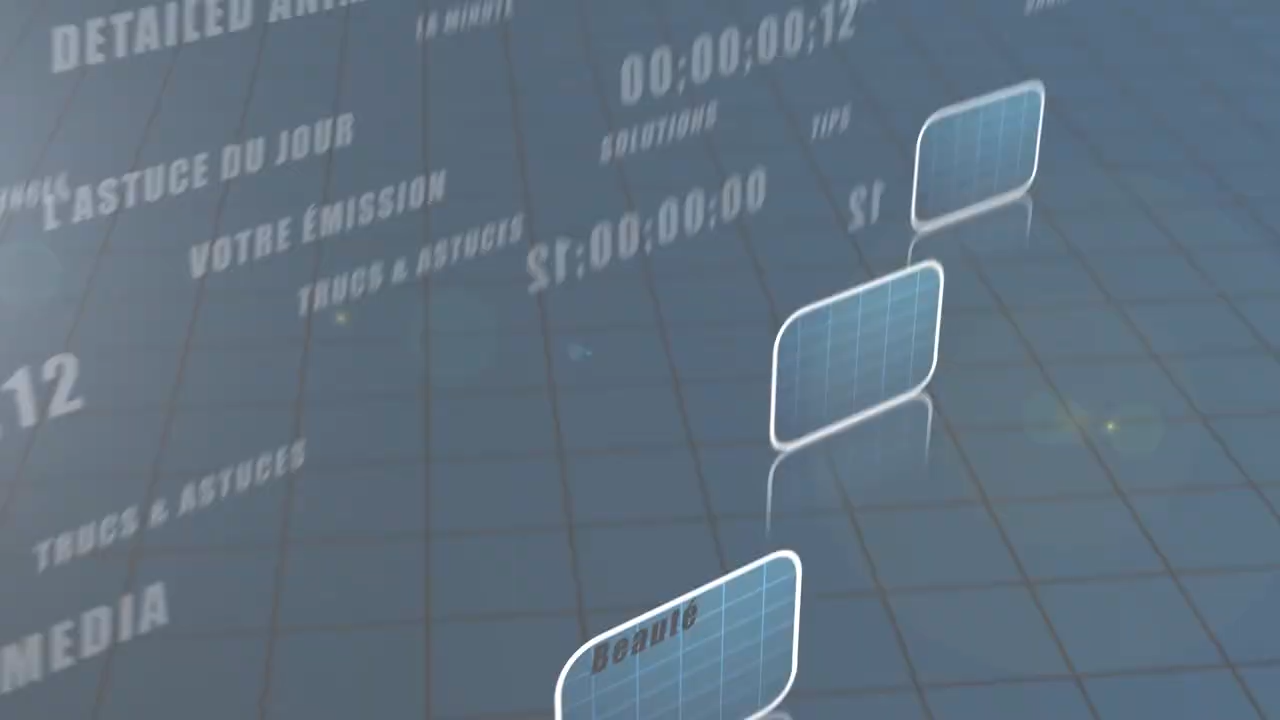 DETAILED
LA MINUTE
00;00;00;12
SOLUTIONS
TIPS
L'ASTUCE DU JOUR
VOTRE ÉMISSION
TRUCS & ASTUCES
00;00;00;12
12
12
TRUCS & ASTUCES
MEDIA
Beauté